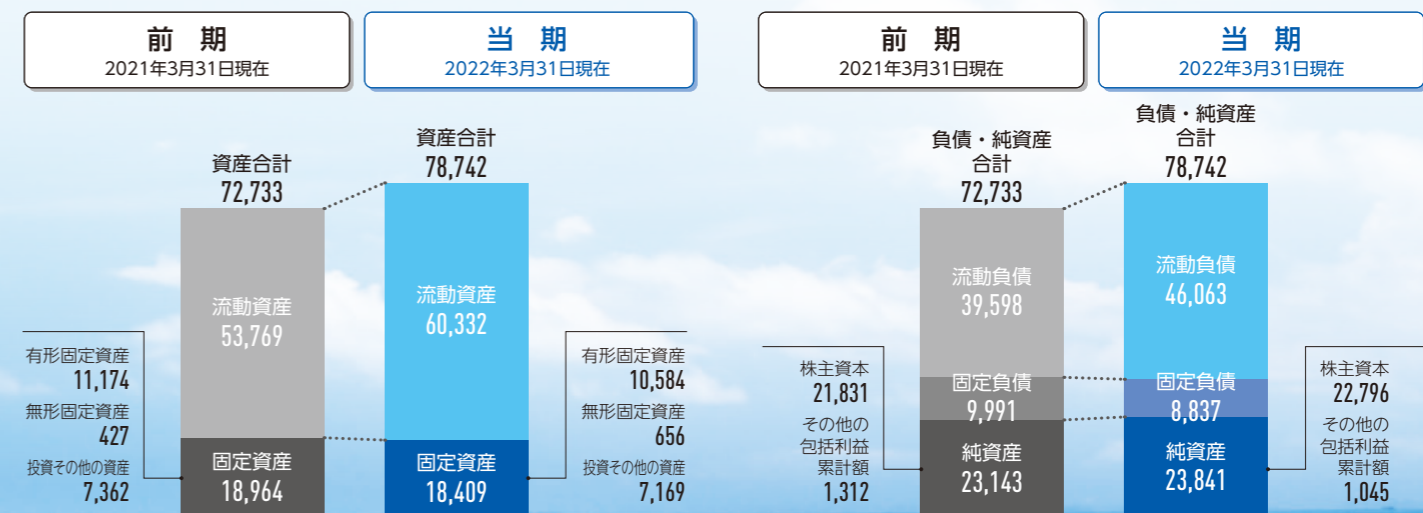 前 期
2021年3月31日現在
当 期
2022年3月31日現在
資産合計
72,733
資産合計
78,742
流動資産
53,769
流動資産
60,332
有形固定資産
11,174
無形固定資産
427
投資その他の資産
7,362
固定資産
18,964
固定資産
18,409
有形固定資産
10,584
無形固定資産
656
投資その他の資産
7,169
前 期
2021年3月31日現在
当 期
2022年3月31日現在
負債・純資産
合計
72,733
負債・純資産
合計
78,742
流動負債
39,598
流動負債
46,063
株主資本
21,831
その他の
包括利益
累計額
1,312
固定負債
9,991
純資産
23,143
固定負債
8,837
純資産
23,841
株主資本
22,796
その他の
包括利益
累計額
1,045